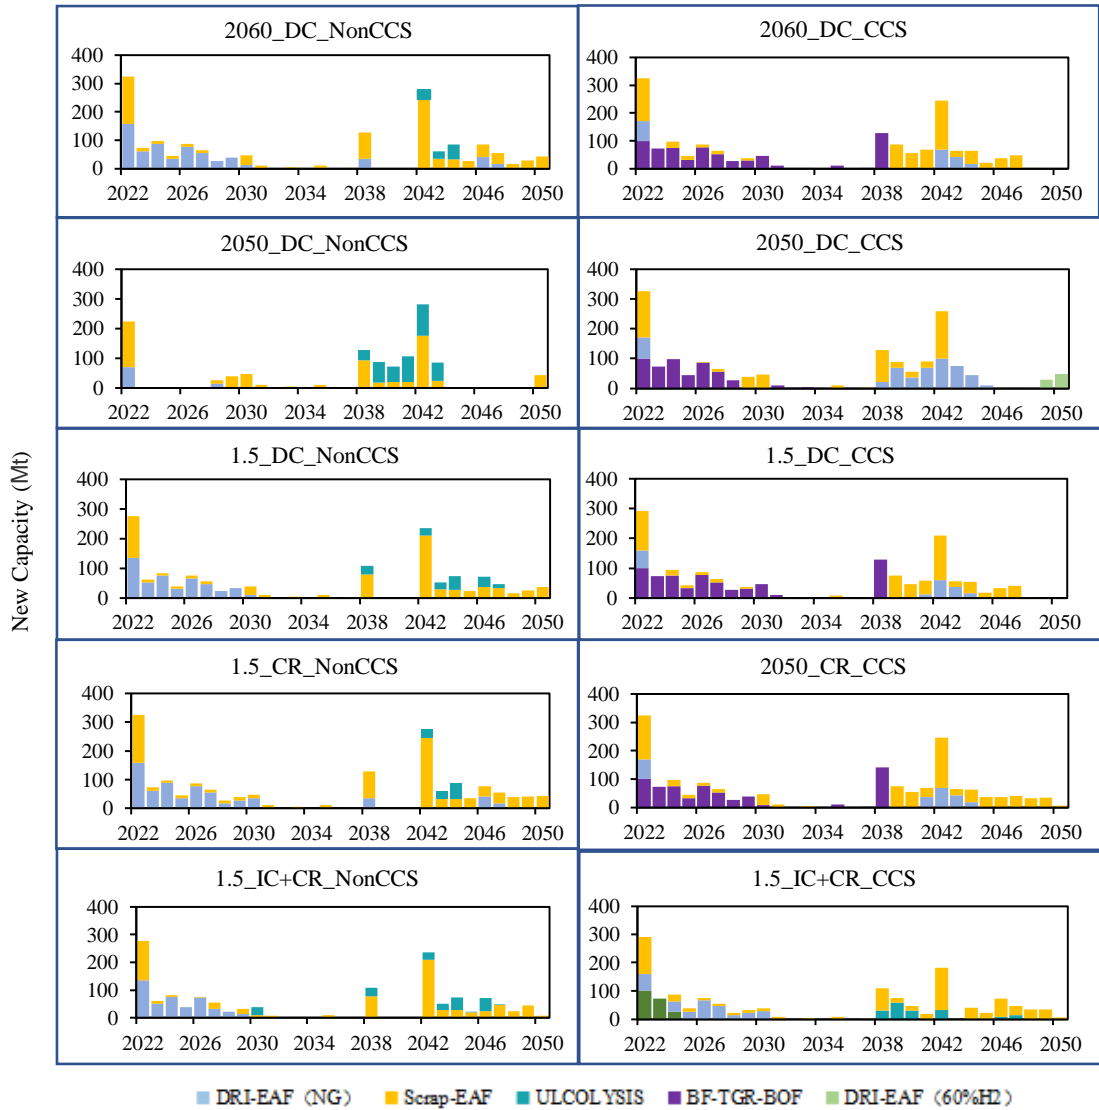 2060_DC_NonCCS
400
300
200
100
0
2022 2026 2030 2034 2038 2042 2046 2050
2060_DC_CCS
400
300
200
100
0
2022 2026 2030 2034 2038 2042 2046 2050
2050_DC_NonCCS
400
300
200
100
0
2022 2026 2030 2034 2038 2042 2046 2050
2050_DC_CCS
400
300
200
100
0
2022 2026 2030 2034 2038 2042 2046 2050
New Capacity (Mt)
1.5_DC_NonCCS
400
300
200
100
0
2022 2026 2030 2034 2038 2042 2046 2050
1.5_DC_CCS
400
300
200
100
0
2022 2026 2030 2034 2038 2042 2046 2050
1.5_CR_NonCCS
400
300
200
100
0
2022 2026 2030 2034 2038 2042 2046 2050
2050_CR_CCS
400
300
200
100
0
2022 2026 2030 2034 2038 2042 2046 2050
1.5_IC+CR_NonCCS
400
300
200
100
0
2022 2026 2030 2034 2038 2042 2046 2050
1.5_IC+CR_CCS
400
300
200
100
0
2022 2026 2030 2034 2038 2042 2046 2050
DRI-EAF（NG） Scrap-EAF ULCOLYSIS BF-TGR-BOF DRI-EAF（60%H2）